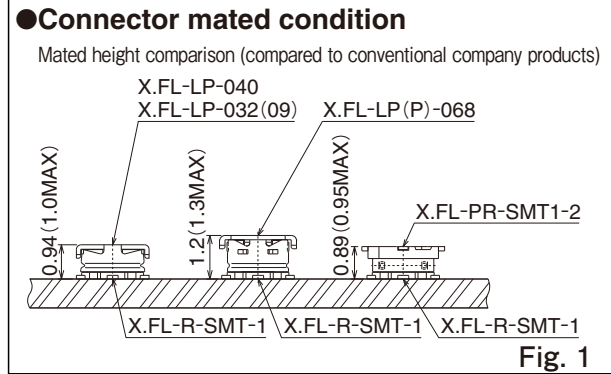 ●Connector mated condition
Mated height comparison (compared to conventional company products)
X.FL-LP-040
X.FL-LP-032(09)
X.FL-LP(P)-068
0.94(1.0MAX)
1.2(1.3MAX)
0.89(0.95MAX)
X.FL-PR-SMT1-2
X.FL-R-SMT-1
X.FL-R-SMT-1
X.FL-R-SMT-1
Fig. 1